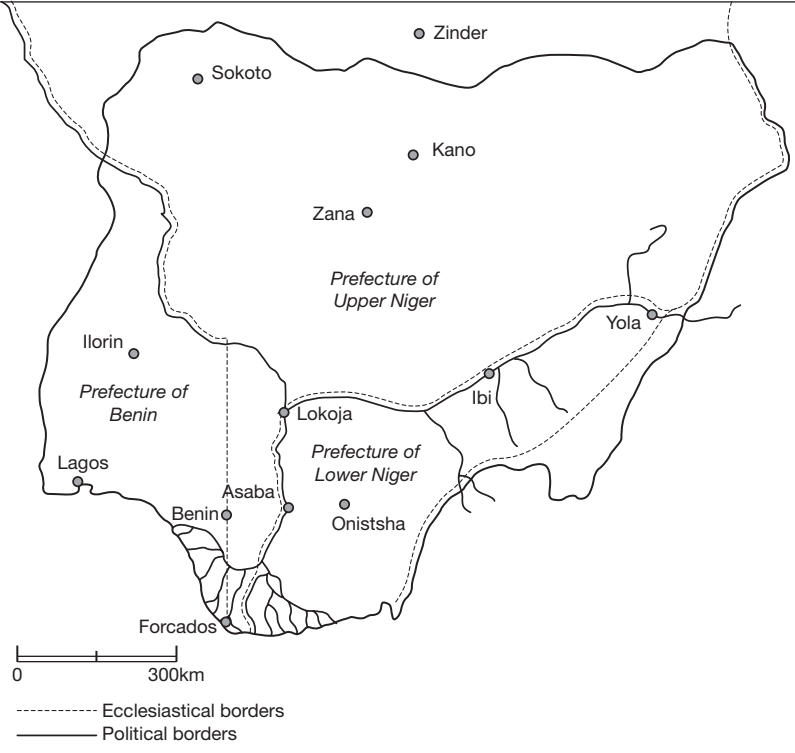 Zinder
Sokoto
Kano
Zana
Prefecture of
Upper Niger
Yola
Ilorin
Ibi
Prefecture of
Benin
Lokoja
Prefecture of
Lower Niger
Lagos
Asaba
Benin
Onistsha
Forcados
0
300km
Ecclesiastical borders
Political borders